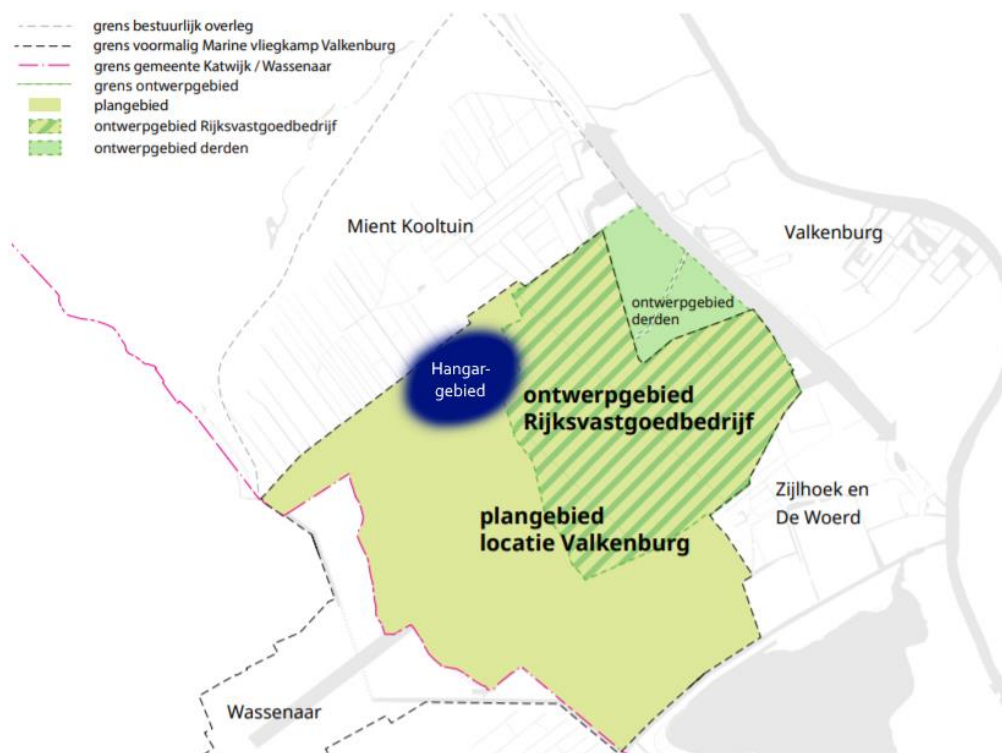 grens bestuurlijk overleg
grens voormalig Marine vliegkamp Valkenburg
grens gemeente Katwijk / Wassenaar
grens ontwerpgebied
plangebied
ontwerpgebied Rijksvastgoedbedrijf
ontwerpgebied derden
Mient Kooltuin
Valkenburg
ontwerpgebied
derden
Hangar-
gebied
ontwerpgebied
Rijksvastgoedbedrijf
Zijlhoek en
De Woerd
plangebied
locatie Valkenburg
Wassenaar